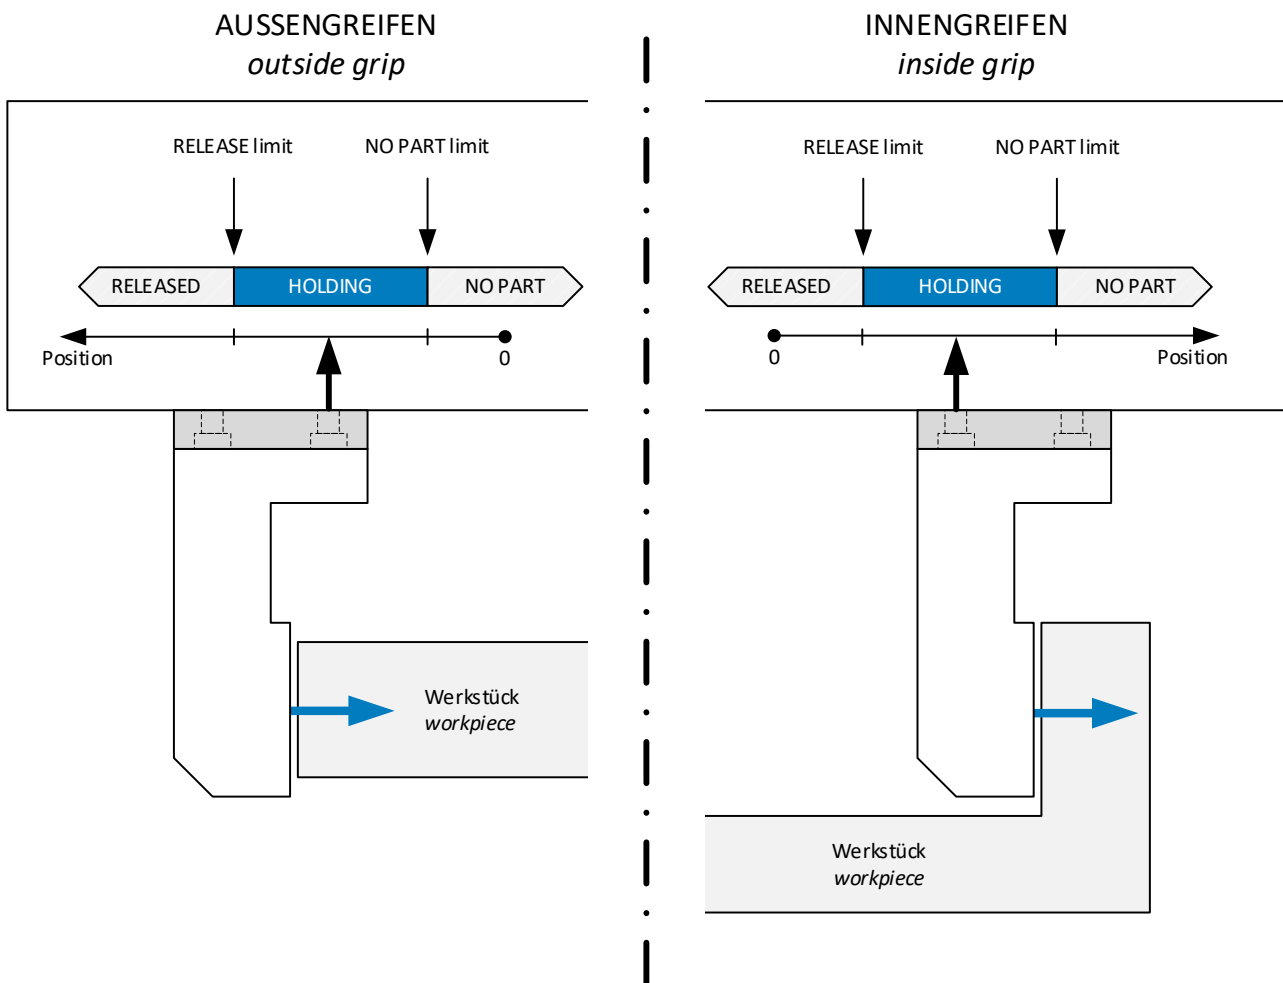 AUSSENGREIFEN
outside grip
RELEASE limit
NO PART limit
RELEASED
HOLDING
NO PART
Position
0
Werkstück
workpiece
INNENGREIFEN
inside grip
RELEASE limit
NO PART limit
RELEASED
HOLDING
NO PART
0
Position
Werkstück
workpiece